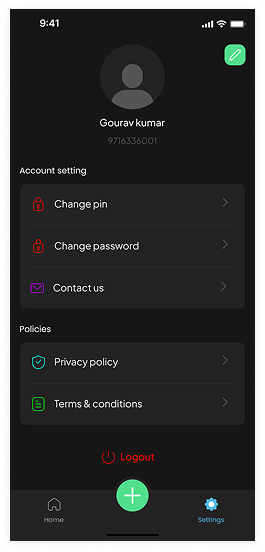 9:41
Gourav kumar
9716336001
Account setting
Change pin
Change password
Contact us
Policies
Privacy policy
Terms & conditions
Logout
Home
Settings